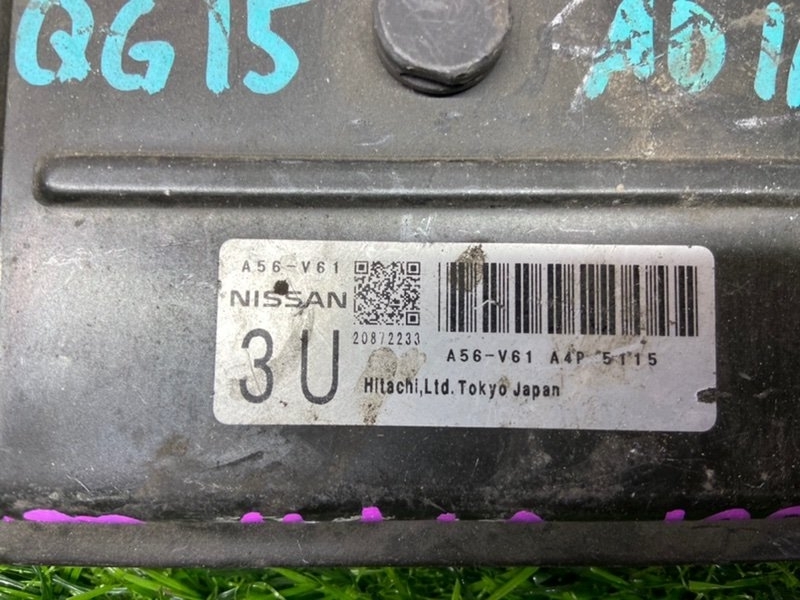 QG15
AD
A56-V61
NISSAN
3U
20872233
A56-V61 A4P 5115
Hitachi,Ltd.Tokyo Japan